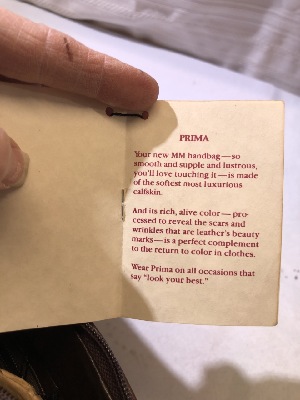 PRIMA
Your new MM handbag—so
smooth and supple and lustrous,
you'll love touching it—is made
of the softest most luxurious
calfskin.
And its rich, alive color—pro-
cessed to reveal the scars and
wrinkles that are leather's beauty
marks—is a perfect complement
to the return to color in clothes.
Wear Prima on all occasions that
say "look your best."